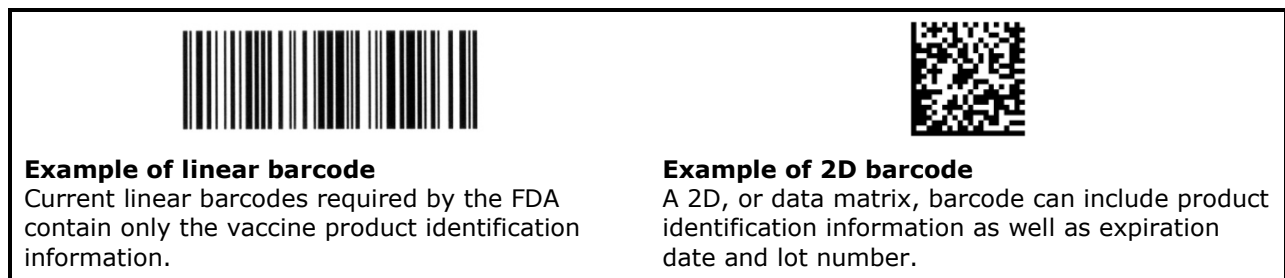 Example of linear barcode
Current linear barcodes required by the FDA
contain only the vaccine product identification
information.
Example of 2D barcode
A 2D, or data matrix, barcode can include product
identification information as well as expiration
date and lot number.